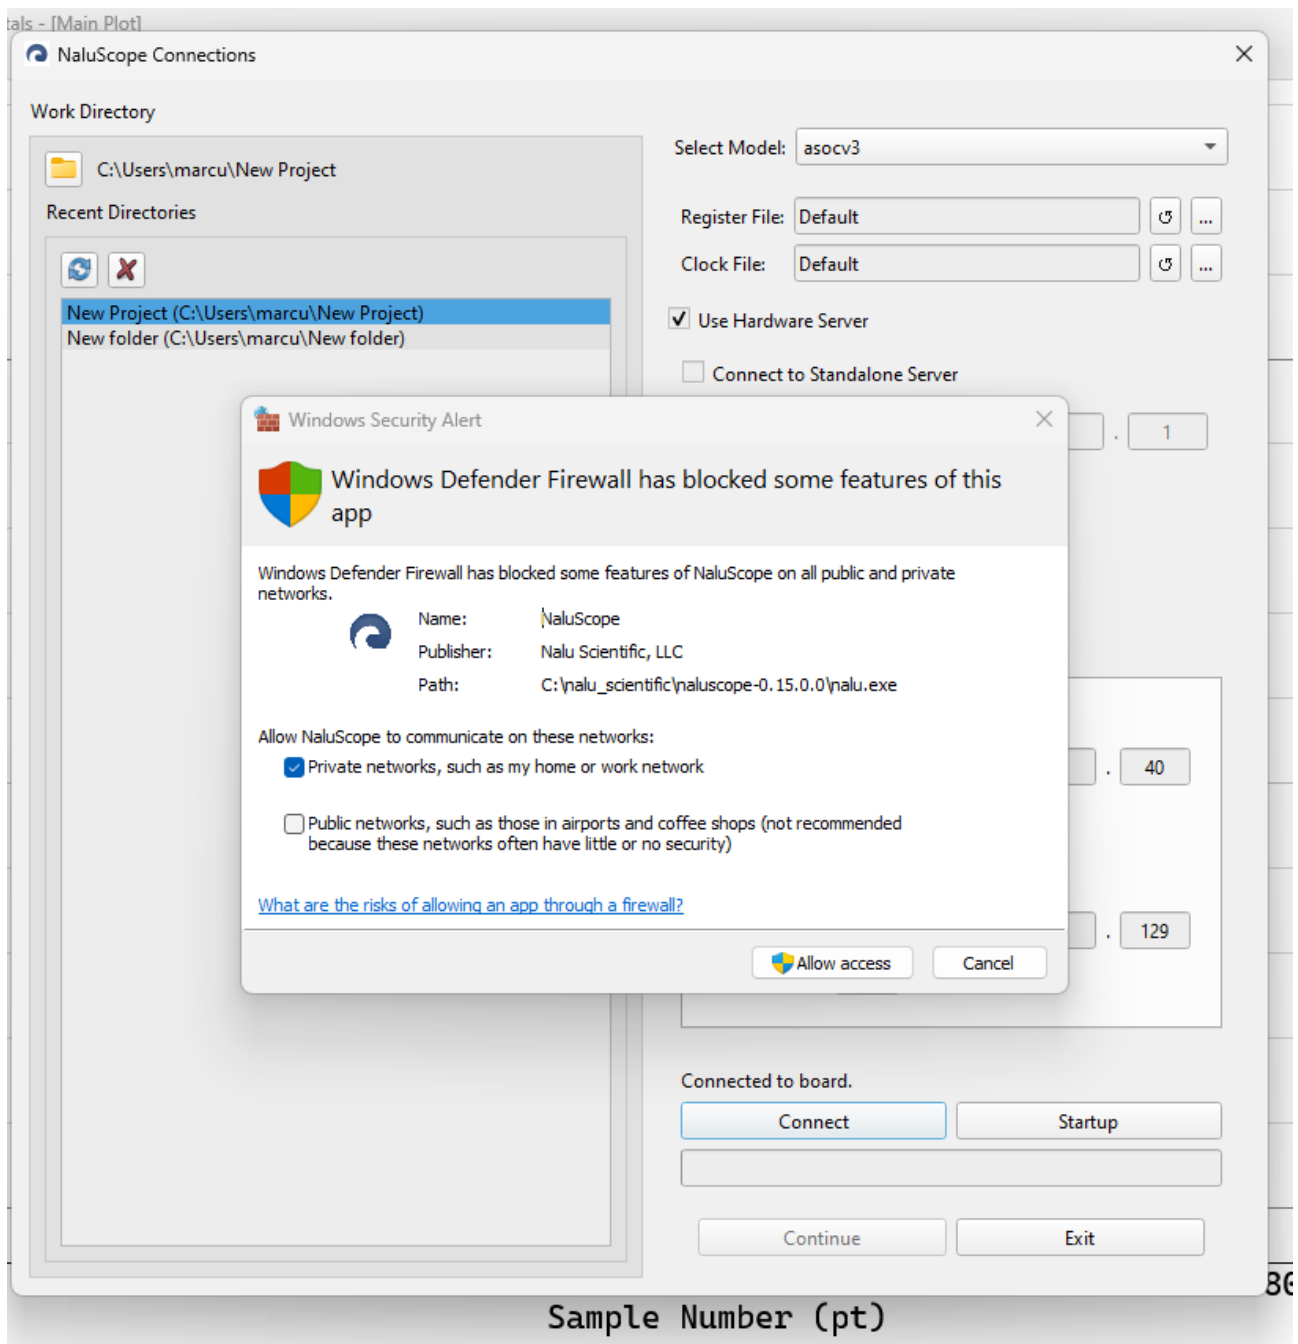 tals - [Main Plot]
NaluScope Connections
Work Directory
C:\Users\marcu\New Project
Recent Directories
New Project (C:\Users\marcu\New Project)
New folder (C:\Users\marcu\New folder)
Select Model: asocv3
Register File: Default ...
Clock File: Default ...
Use Hardware Server
Connect to Standalone Server
. 1
Windows Security Alert
Windows Defender Firewall has blocked some features of this
app
Windows Defender Firewall has blocked some features of NaluScope on all public and private
networks.
Name: NaluScope
Publisher: Nalu Scientific, LLC
Path: C:\nalu_scientific\naluscope-0.15.0.0\nalu.exe
Allow NaluScope to communicate on these networks:
Private networks, such as my home or work network
Public networks, such as those in airports and coffee shops (not recommended
because these networks often have little or no security)
What are the risks of allowing an app through a firewall?
Allow access Cancel
. 40
. 129
Connected to board.
Connect Startup
Continue Exit
80
Sample Number (pt)